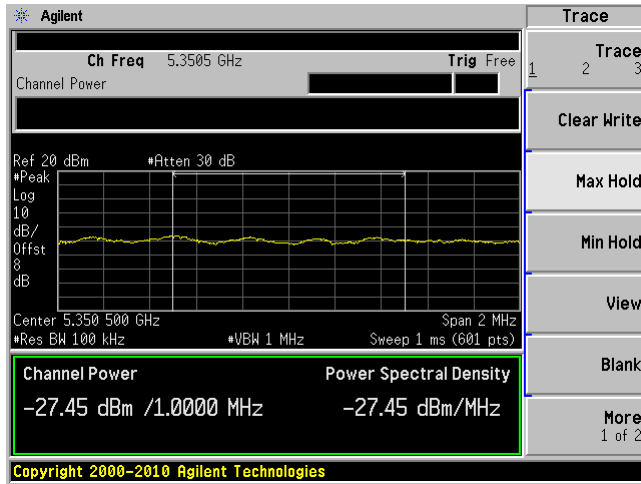 Agilent
Trace
Ch Freq 5.3505 GHz Trig Free
Channel Power
Trace
1 2 3
Clear Write
Max Hold
Min Hold
View
Blank
More
1 of 2
Ref 20 dBm #Atten 30 dB
#Peak
Log
10
dB/
Offst
8
dB
Center 5.350 500 GHz Span 2 MHz
#Res BW 100 kHz #VBW 1 MHz Sweep 1 ms (601 pts)
Channel Power Power Spectral Density
-27.45 dBm /1.0000 MHz -27.45 dBm/MHz
Copyright 2000-2010 Agilent Technologies